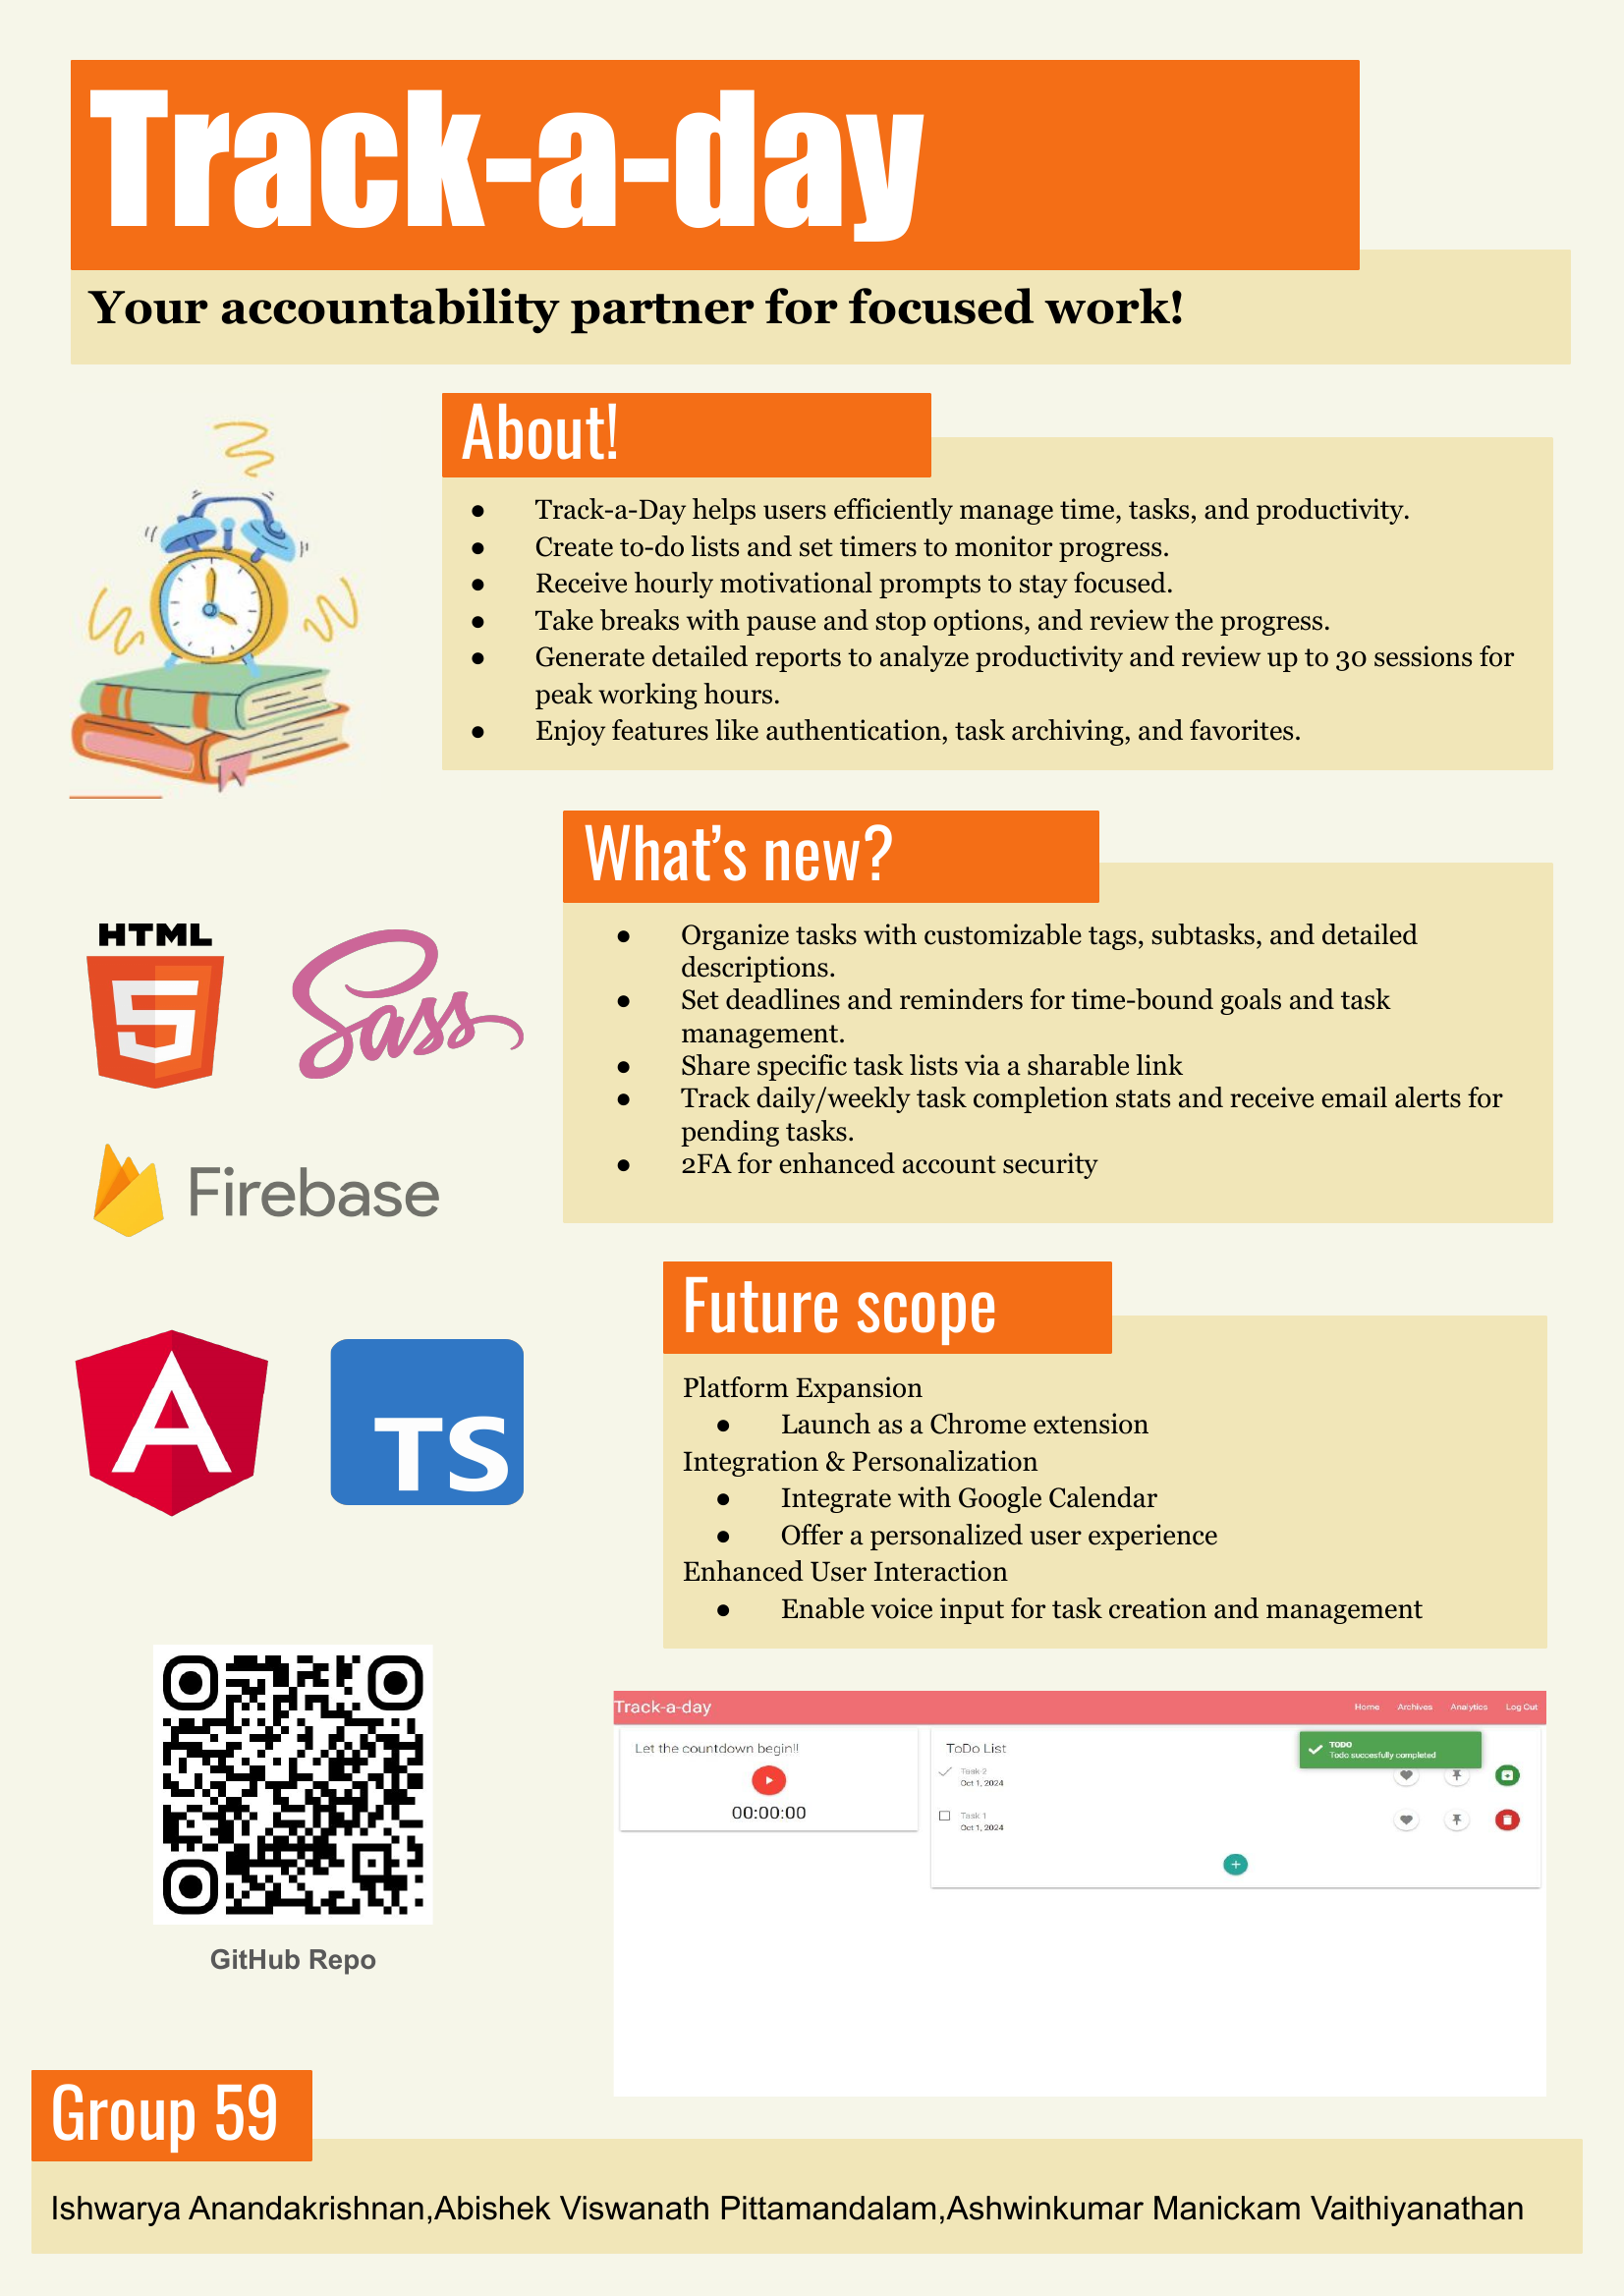 Track-a-day
Your accountability partner for focused work!
About!
● Track-a-Day helps users efficiently manage time, tasks, and productivity.
● Create to-do lists and set timers to monitor progress.
● Receive hourly motivational prompts to stay focused.
● Take breaks with pause and stop options, and review the progress.
● Generate detailed reports to analyze productivity and review up to 30 sessions for
peak working hours.
● Enjoy features like authentication, task archiving, and favorites.
What’s new?
● Organize tasks with customizable tags, subtasks, and detailed
descriptions.
● Set deadlines and reminders for time-bound goals and task
management.
● Share specific task lists via a sharable link
● Track daily/weekly task completion stats and receive email alerts for
pending tasks.
● 2FA for enhanced account security
HTML
5
Sass
Firebase
A
TS
Future scope
Platform Expansion
● Launch as a Chrome extension
Integration & Personalization
● Integrate with Google Calendar
● Offer a personalized user experience
Enhanced User Interaction
● Enable voice input for task creation and management
GitHub Repo
Track-a-day
Home Archives Analytics Log Out
Let the countdown begin!!
00:00:00
ToDo List
TODO
Todo succesfully completed
Task 2
Oct 1, 2024
Task 1
Oct 1, 2024
Group 59
Ishwarya Anandakrishnan,Abishek Viswanath Pittamandalam,Ashwinkumar Manickam Vaithiyanathan